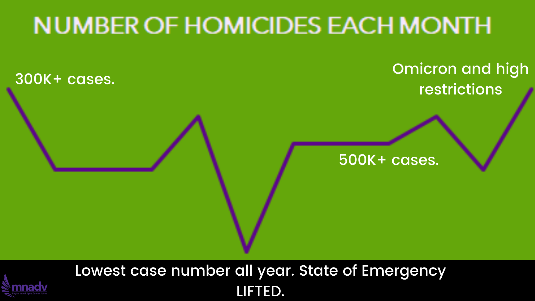 NUMBER OF HOMICIDES EACH MONTH
300K+ cases.
Omicron and high
restrictions
500K+ cases.
Lowest case number all year. State of Emergency
LIFTED.
mnadv